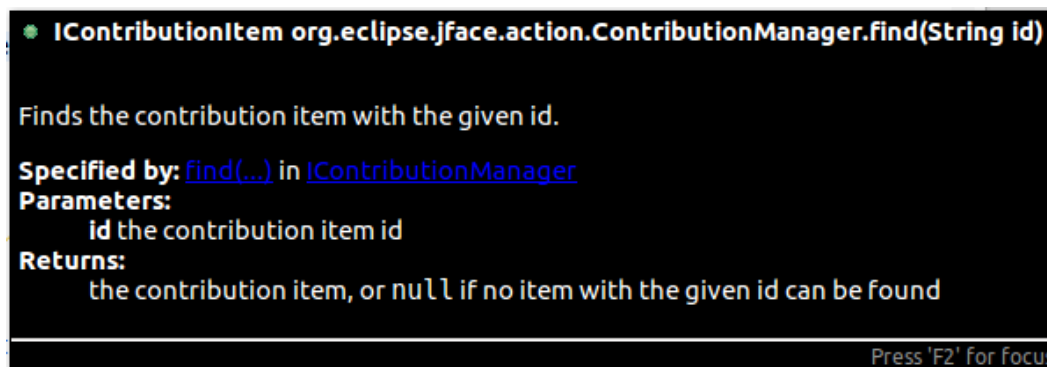 IContributionItem org.eclipse.jface.action.ContributionManager.find(String id)
Finds the contribution item with the given id.
Specified by: find(...) in IContributionManager
Parameters:
id the contribution item id
Returns:
the contribution item, or null if no item with the given id can be found
Press 'F2' for focus